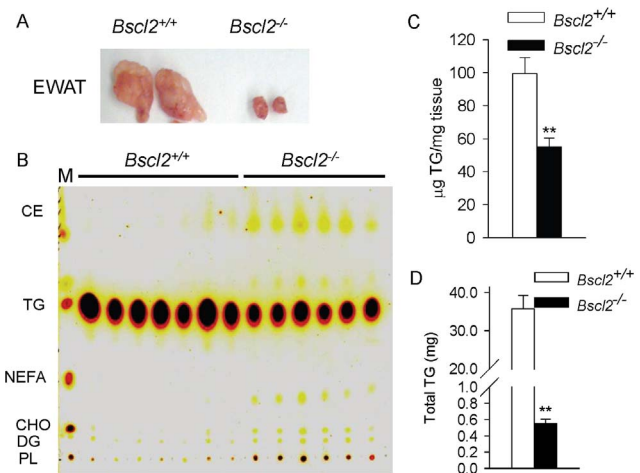 A
Bscl2+/+
Bscl2-/-
EWAT
B
Bscl2+/+
Bscl2-/-
M
CE
TG
NEFA
CHO
DG
PL
C
Bscl2+/+
Bscl2-/-
µg TG/mg tissue
120
100
80
60
40
20
0
**
D
Bscl2+/+
Bscl2-/-
Total TG (mg)
40.0
30.0
20.0
1.0
0.8
0.6
0.4
0.2
0.0
**